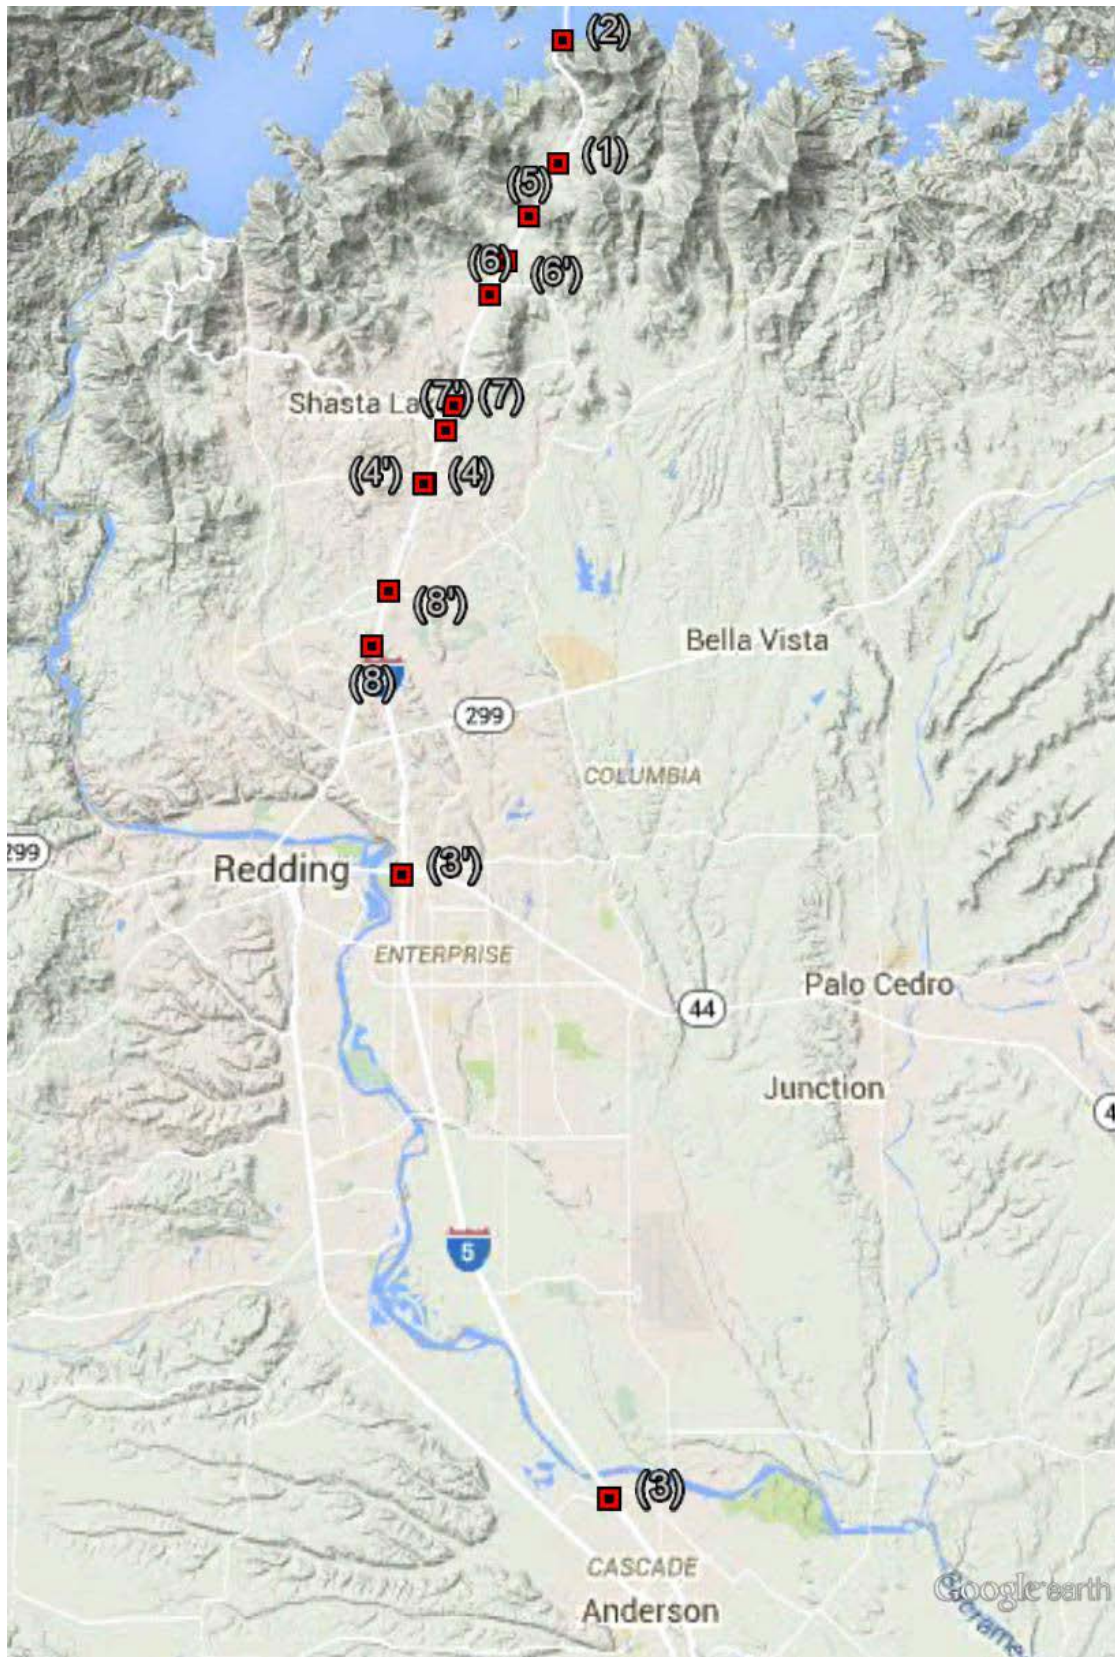 (2)
(1)
(5)
(6)
(6')
Shasta La
(7')
(7)
(4')
(4)
(8')
Bella Vista
(8)
299
COLUMBIA
299
Redding
(3')
ENTERPRISE
Palo Cedro
44
Junction
4
5
(3)
CASCADE
Google earth
Anderson